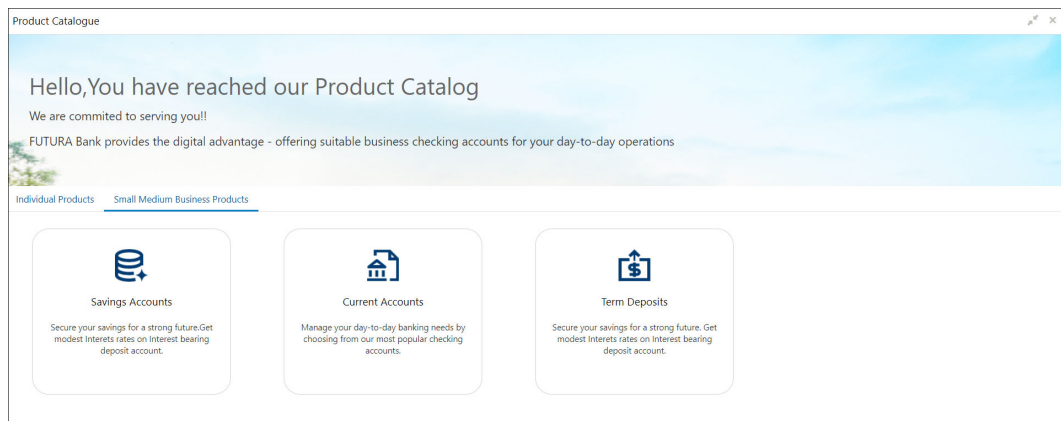 Product Catalogue
Hello,You have reached our Product Catalog
We are commited to serving you!!
FUTURA Bank provides the digital advantage - offering suitable business checking accounts for your day-to-day operations
Individual Products
Small Medium Business Products
Savings Accounts
Secure your savings for a strong future.Get
modest Interets rates on Interest bearing
deposit account.
Current Accounts
Manage your day-to-day banking needs by
choosing from our most popular checking
accounts.
Term Deposits
Secure your savings for a strong future. Get
modest Interets rates on Interest bearing
deposit account.